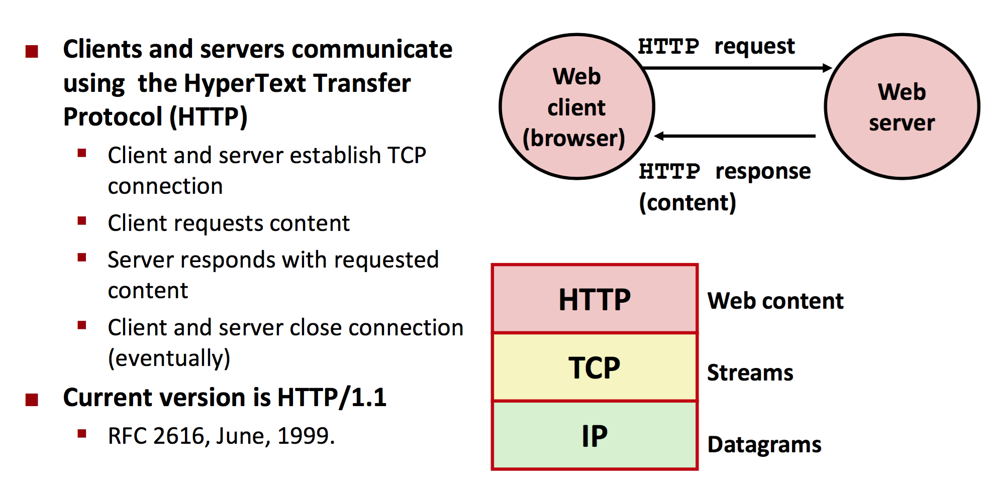 Clients and servers communicate
using the HyperText Transfer
Protocol (HTTP)
Client and server establish TCP
connection
Client requests content
Server responds with requested
content
Client and server close connection
(eventually)
Current version is HTTP/1.1
RFC 2616, June, 1999.
HTTP request
Web
client
(browser)
Web
server
HTTP response
(content)
HTTP
Web content
TCP
Streams
IP
Datagrams